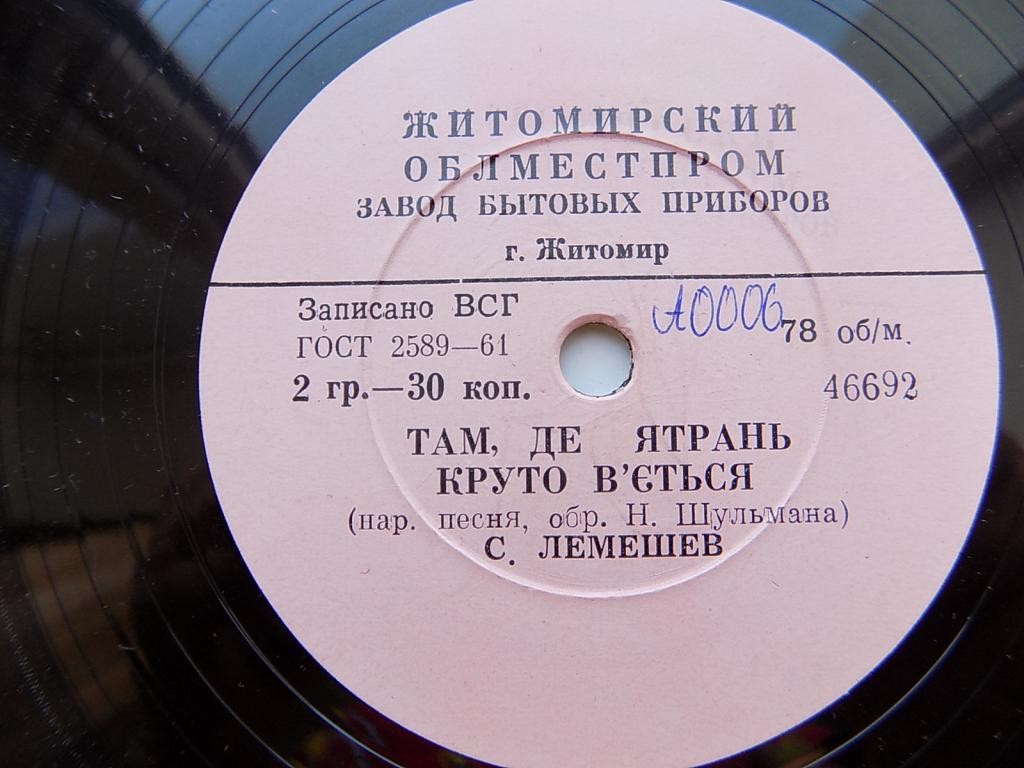 ЖИТОМИРСКИЙ
ОБЛМЕСТПРОМ
ЗАВОД БЫТОВЫХ ПРИБОРОВ
г. Житомир
Записано ВСГ
А0006
ГОСТ 2589—61
78 об/м.
2 гр.—30 коп.
46692
ТАМ, ДЕ ЯТРАНЬ
КРУТО В'ЄТЬСЯ
(нар. песня, обр. Н. Шульмана)
С. ЛЕМЕШЕВ